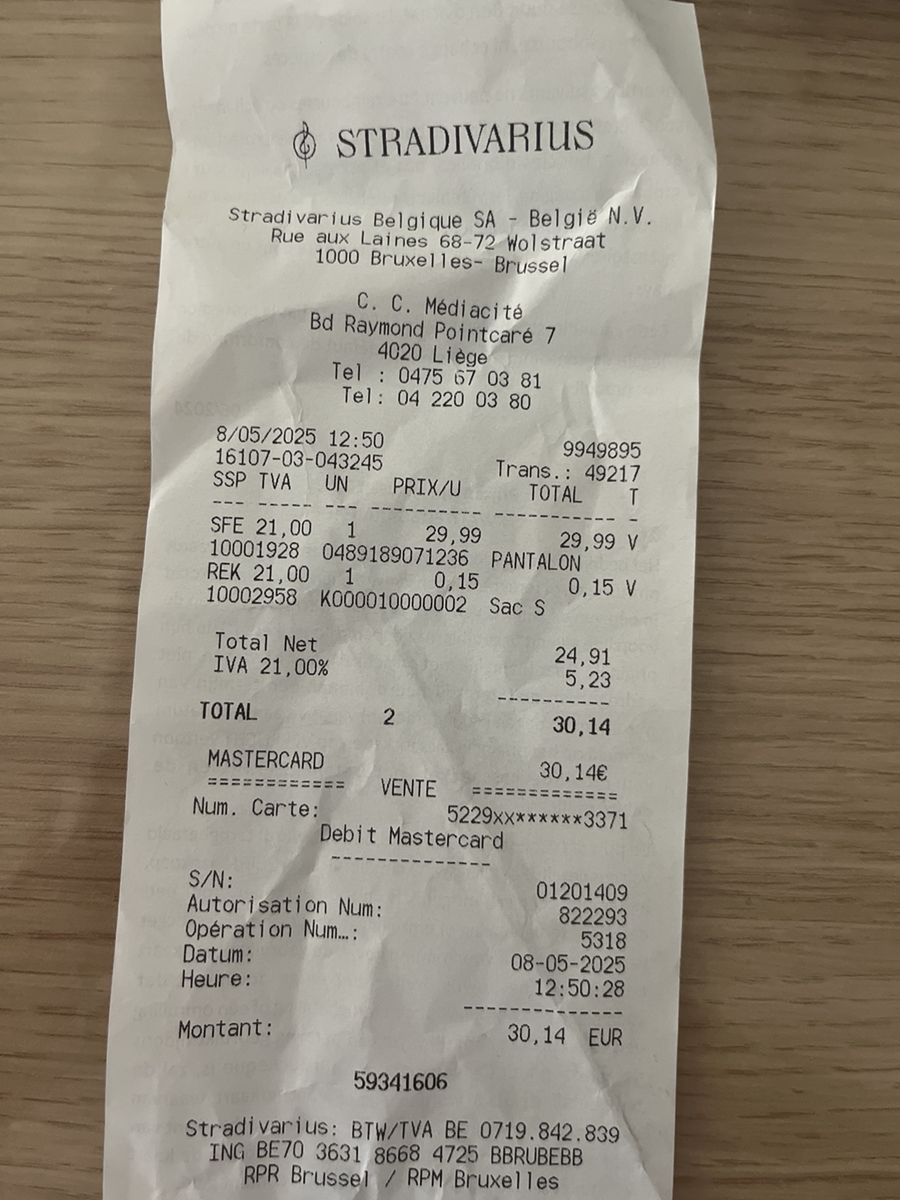 STRADIVARIUS
Stradivarius Belgique SA - België N.V.
Rue aux Laines 68-72 Wolstraat
1000 Bruxelles- Brussel
C. C. Médiacité
Bd Raymond Pointcaré 7
4020 Liège
Tel : 0475 67 03 81
Tel: 04 220 03 80
8/05/2025 12:50 9949895
16107-03-043245 Trans.: 49217
SSP TVA UN PRIX/U TOTAL T
--- ----- --- ---------- ----------- -
SFE 21,00 1 29,99 29,99 V
10001928 0489189071236 PANTALON
REK 21,00 1 0,15 0,15 V
10002958 K000010000002 Sac S
Total Net 24,91
IVA 21,00% 5,23
----------
TOTAL 2 30,14
MASTERCARD 30,14€
============ VENTE =============
Num. Carte: 5229xx******3371
Debit Mastercard
--------------
S/N: 01201409
Autorisation Num: 822293
Opération Num…: 5318
Datum: 08-05-2025
Heure: 12:50:28
--------------
Montant: 30,14 EUR
59341606
Stradivarius: BTW/TVA BE 0719.842.839
ING BE70 3631 8668 4725 BBRUBEBB
RPR Brussel / RPM Bruxelles